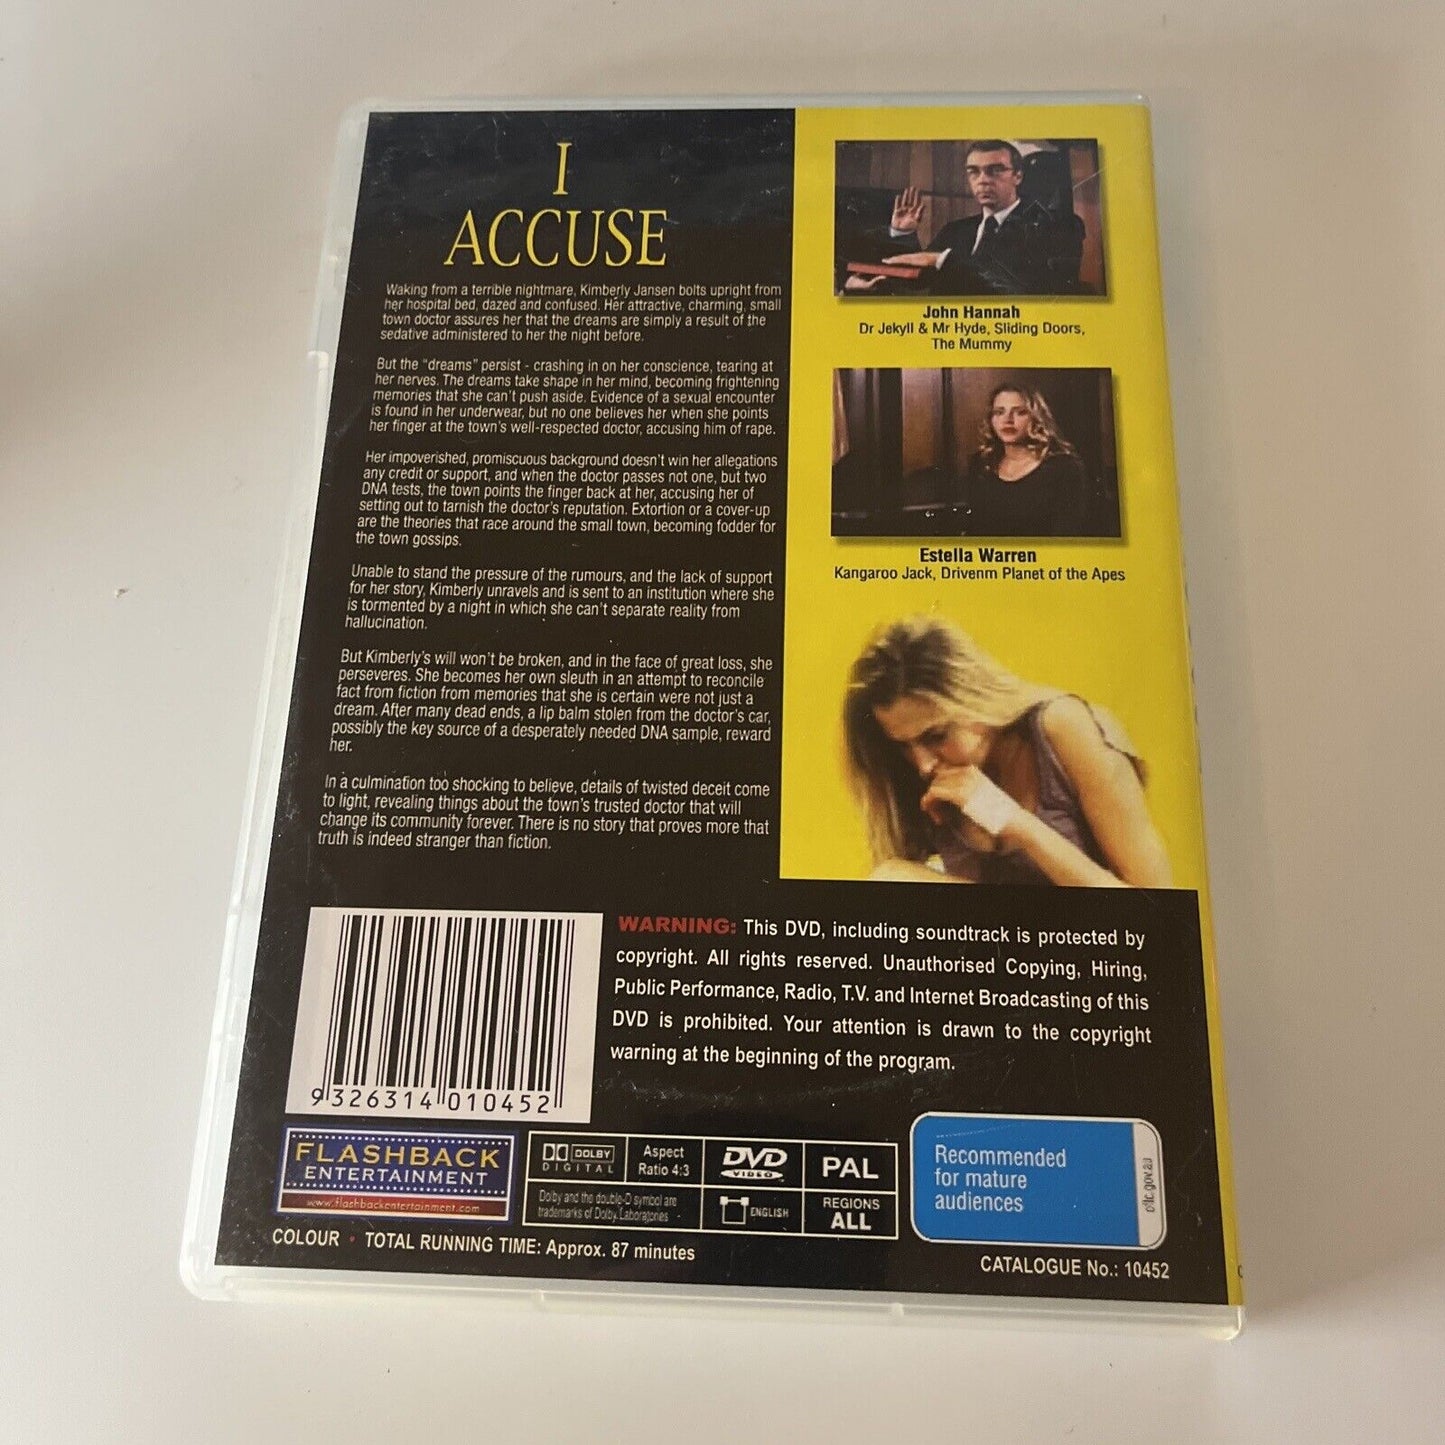 I
ACCUSE
Waking from a terrible nightmare, Kimberly Jansen bolts upright from
her hospital bed, dazed and confused. Her attractive, charming, small
town doctor assures her that the dreams are simply a result of the
sedative administered to her the night before.
But the "dreams" persist - crashing in on her conscience, tearing at
her nerves. The dreams take shape in her mind, becoming frightening
memories that she can't push aside. Evidence of a sexual encounter
is found in her underwear, but no one believes her when she points
her finger at the town's well-respected doctor, accusing him of rape.
Her impoverished, promiscuous background doesn't win her allegations
any credit or support, and when the doctor passes not one, but two
DNA tests, the town points the finger back at her, accusing her of
setting out to tarnish the doctor's reputation. Extortion or a cover-up
are the theories that race around the small town, becoming fodder for
the town gossips.
Unable to stand the pressure of the rumours, and the lack of support
for her story, Kimberly unravels and is sent to an institution where she
is tormented by a night in which she can't separate reality from
hallucination.
But Kimberly's will won't be broken, and in the face of great loss, she
perseveres. She becomes her own sleuth in an attempt to reconcile
fact from fiction from memories that she is certain were not just a
dream. After many dead ends, a lip balm stolen from the doctor's car,
possibly the key source of a desperately needed DNA sample, reward
her.
In a culmination too shocking to believe, details of twisted deceit come
to light, revealing things about the town's trusted doctor that will
change its community forever. There is no story that proves more that
truth is indeed stranger than fiction.
John Hannah
Dr Jekyll & Mr Hyde, Sliding Doors,
The Mummy
Estella Warren
Kangaroo Jack, Drivenm Planet of the Apes
WARNING: This DVD, including soundtrack is protected by
copyright. All rights reserved. Unauthorised Copying, Hiring,
Public Performance, Radio, T.V. and Internet Broadcasting of this
DVD is prohibited. Your attention is drawn to the copyright
warning at the beginning of the program.
9 326314 010452
FLASHBACK
ENTERTAINMENT
www.flashbackentertainment.com
DOLBY
DIGITAL
Dolby and the double-D symbol are
trademarks of Dolby Laboratories
Aspect
Ratio 4:3
DVD
VIDEO
ENGLISH
PAL
REGIONS
ALL
Recommended
for mature
audiences
oflc.gov.au
COLOUR • TOTAL RUNNING TIME: Approx. 87 minutes
CATALOGUE No.: 10452